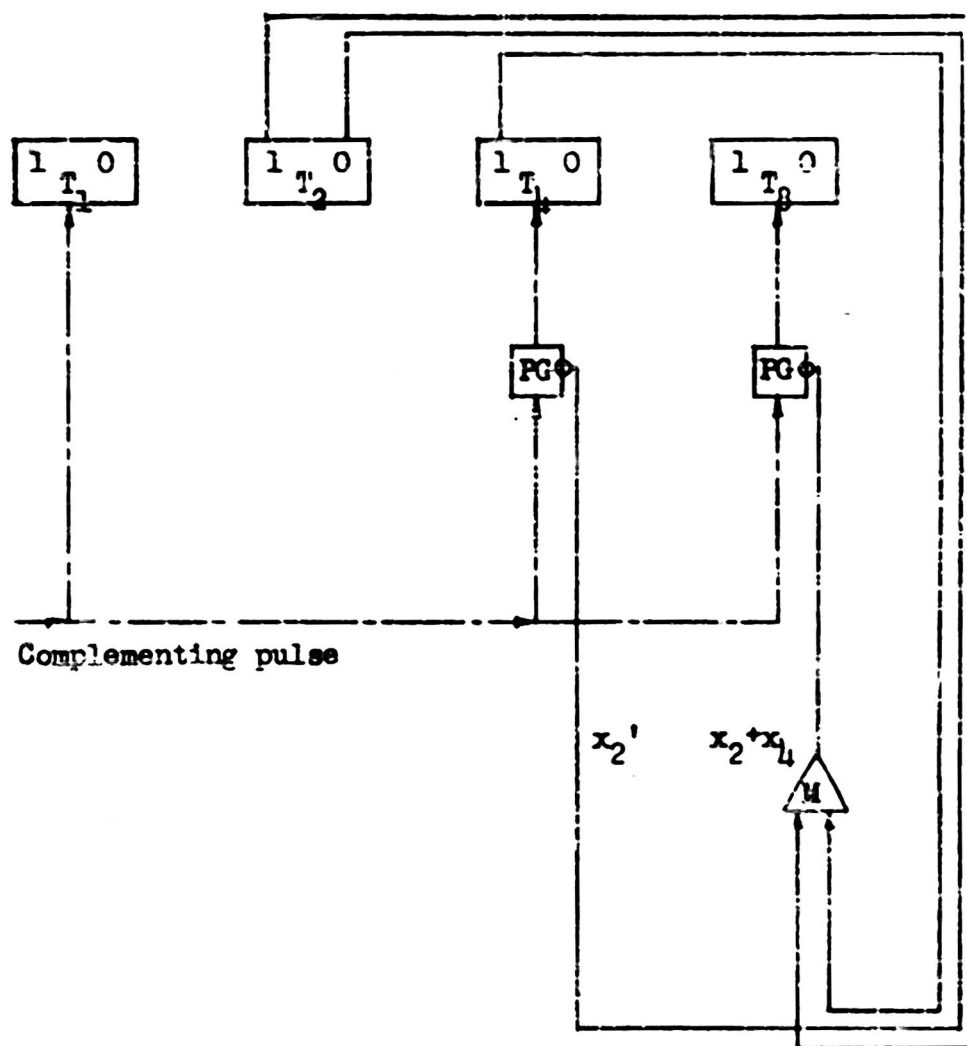 1 0 1 0 1 0 1 0
T1 T2 T4 T8
PG PG
Complementing pulse
x2' x2+x4
M